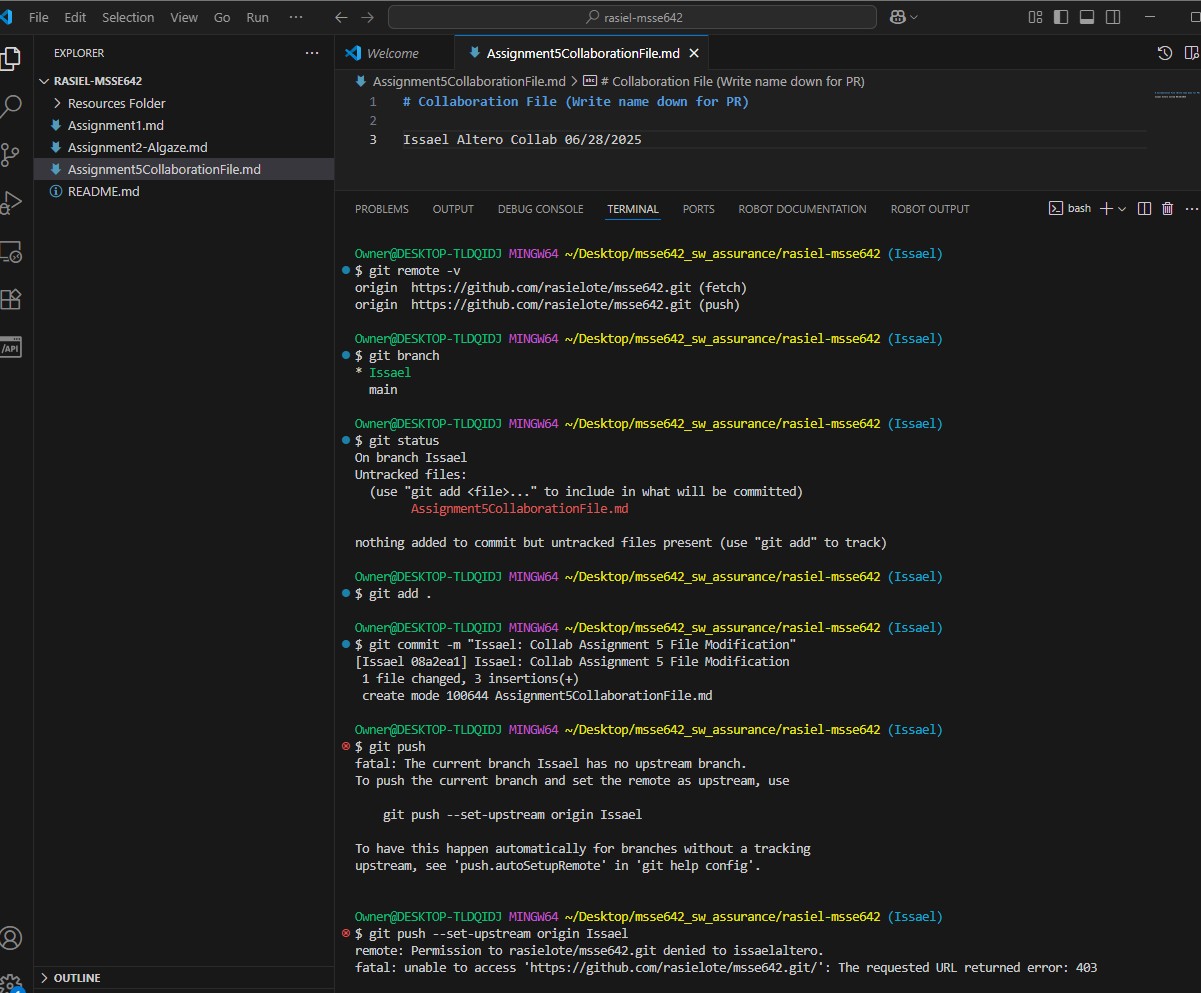 File Edit Selection View Go Run ··· rasiel-msse642
EXPLORER ···
RASIEL-MSSE642
Resources Folder
Assignment1.md
Assignment2-Algaze.md
Assignment5CollaborationFile.md
README.md
OUTLINE
Welcome Assignment5CollaborationFile.md
Assignment5CollaborationFile.md > # Collaboration File (Write name down for PR)
1 # Collaboration File (Write name down for PR)
2
3 Issael Altero Collab 06/28/2025
PROBLEMS OUTPUT DEBUG CONSOLE TERMINAL PORTS ROBOT DOCUMENTATION ROBOT OUTPUT bash
Owner@DESKTOP-TLDQIDJ MINGW64 ~/Desktop/msse642_sw_assurance/rasiel-msse642 (Issael)
$ git remote -v
origin https://github.com/rasielote/msse642.git (fetch)
origin https://github.com/rasielote/msse642.git (push)
Owner@DESKTOP-TLDQIDJ MINGW64 ~/Desktop/msse642_sw_assurance/rasiel-msse642 (Issael)
$ git branch
* Issael
main
Owner@DESKTOP-TLDQIDJ MINGW64 ~/Desktop/msse642_sw_assurance/rasiel-msse642 (Issael)
$ git status
On branch Issael
Untracked files:
(use "git add <file>..." to include in what will be committed)
Assignment5CollaborationFile.md
nothing added to commit but untracked files present (use "git add" to track)
Owner@DESKTOP-TLDQIDJ MINGW64 ~/Desktop/msse642_sw_assurance/rasiel-msse642 (Issael)
$ git add .
Owner@DESKTOP-TLDQIDJ MINGW64 ~/Desktop/msse642_sw_assurance/rasiel-msse642 (Issael)
$ git commit -m "Issael: Collab Assignment 5 File Modification"
[Issael 08a2ea1] Issael: Collab Assignment 5 File Modification
1 file changed, 3 insertions(+)
create mode 100644 Assignment5CollaborationFile.md
Owner@DESKTOP-TLDQIDJ MINGW64 ~/Desktop/msse642_sw_assurance/rasiel-msse642 (Issael)
$ git push
fatal: The current branch Issael has no upstream branch.
To push the current branch and set the remote as upstream, use
git push --set-upstream origin Issael
To have this happen automatically for branches without a tracking
upstream, see 'push.autoSetupRemote' in 'git help config'.
Owner@DESKTOP-TLDQIDJ MINGW64 ~/Desktop/msse642_sw_assurance/rasiel-msse642 (Issael)
$ git push --set-upstream origin Issael
remote: Permission to rasielote/msse642.git denied to issaelaltero.
fatal: unable to access 'https://github.com/rasielote/msse642.git/': The requested URL returned error: 403